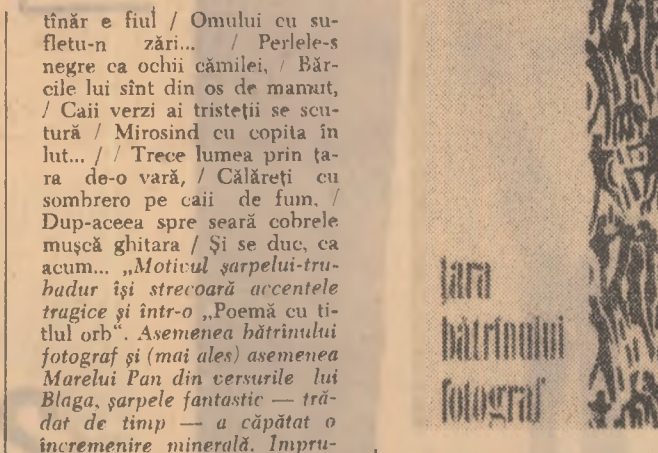 tînăr e fiul / Omului cu su-
fletu-n zări... / Perlele-s
negre ca ochii cămilei, / Băr-
cile lui sînt din os de mamut,
/ Caii verzi ai tristeții se scu-
tură / Mirosind cu copita în
lut... / / Trece lumea prin ța-
ra de-o vară, / Călăreți cu
sombrero pe caii de fum, /
Dup-aceea spre seară cobrele
mușcă ghitara / Și se duc, ca
acum... „Motivul șarpelui-tru-
badur își strecoară accentele
tragice și într-o „Poemă cu ti-
tlul orb“. Asemenea bătrînului
fotograf și (mai ales) asemenea
Marelui Pan din versurile lui
Blaga, șarpele fantastic — tră-
dat de timp — a căpătat o
încremenire minerală. Impru-
țara
bătrînului
fotograf